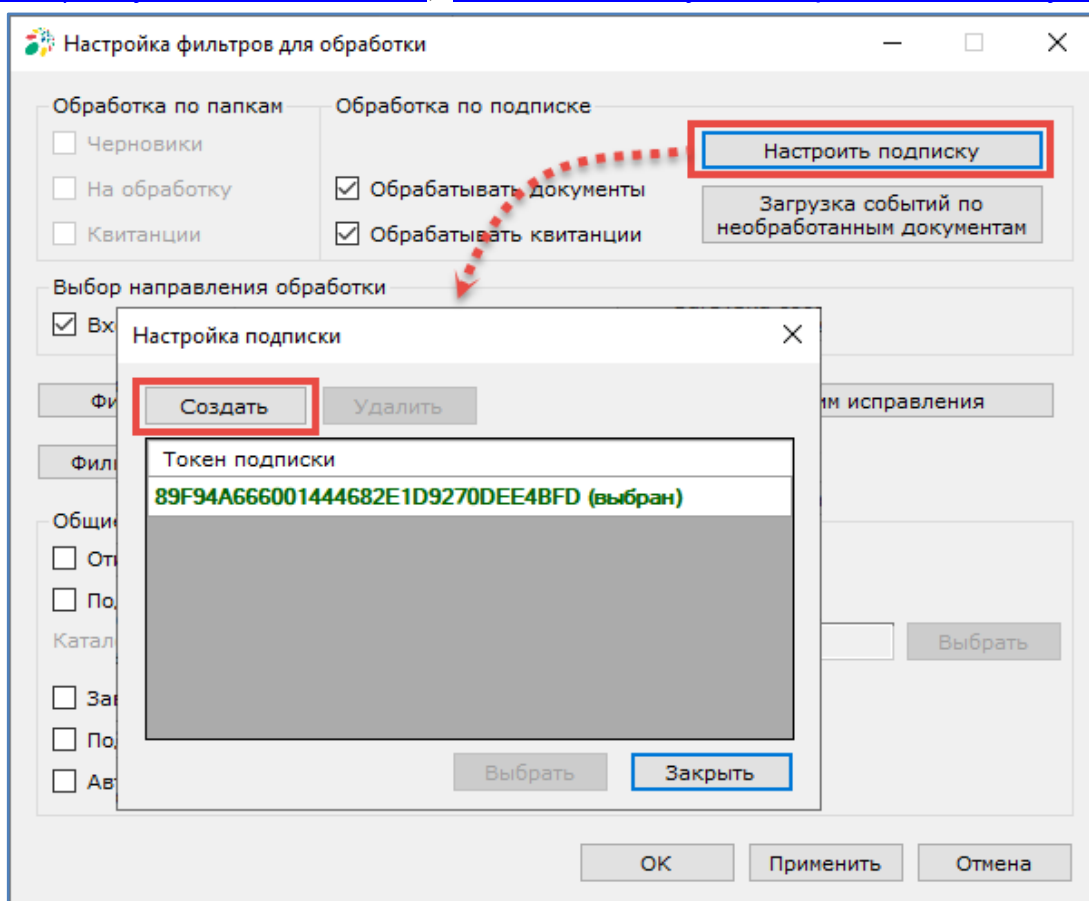 Настройка фильтров для обработки
Обработка по папкам
Обработка по подписке
Черновики
Настроить подписку
На обработку
Обрабатывать документы
Загрузка событий по
необработанным документам
Квитанции
Обрабатывать квитанции
Выбор направления обработки
Настройка подписки
Создать
Удалить
исправления
Токен подписки
89F94A666001444682E1D9270DEE4BFD (выбран)
Выбрать
Выбрать
Закрыть
OK
Применить
Отмена